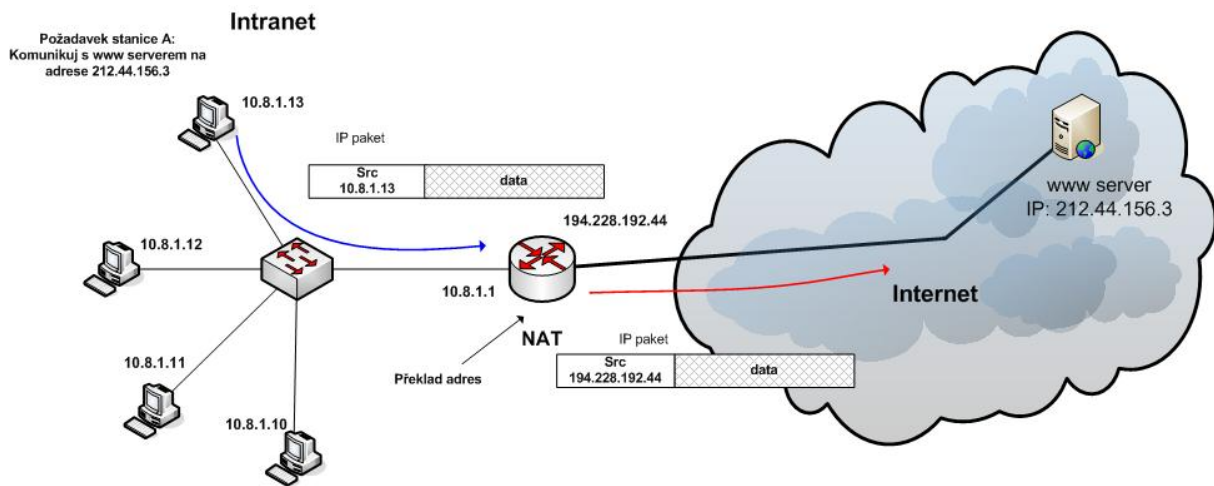 Intranet
Požadavek stanice A:
Komunikuj s www serverem na
adrese 212.44.156.3
10.8.1.13
IP paket
Src
10.8.1.13
data
194.228.192.44
www server
IP: 212.44.156.3
10.8.1.12
10.8.1.1
Internet
NAT
IP paket
10.8.1.11
Překlad adres
Src
194.228.192.44
data
10.8.1.10